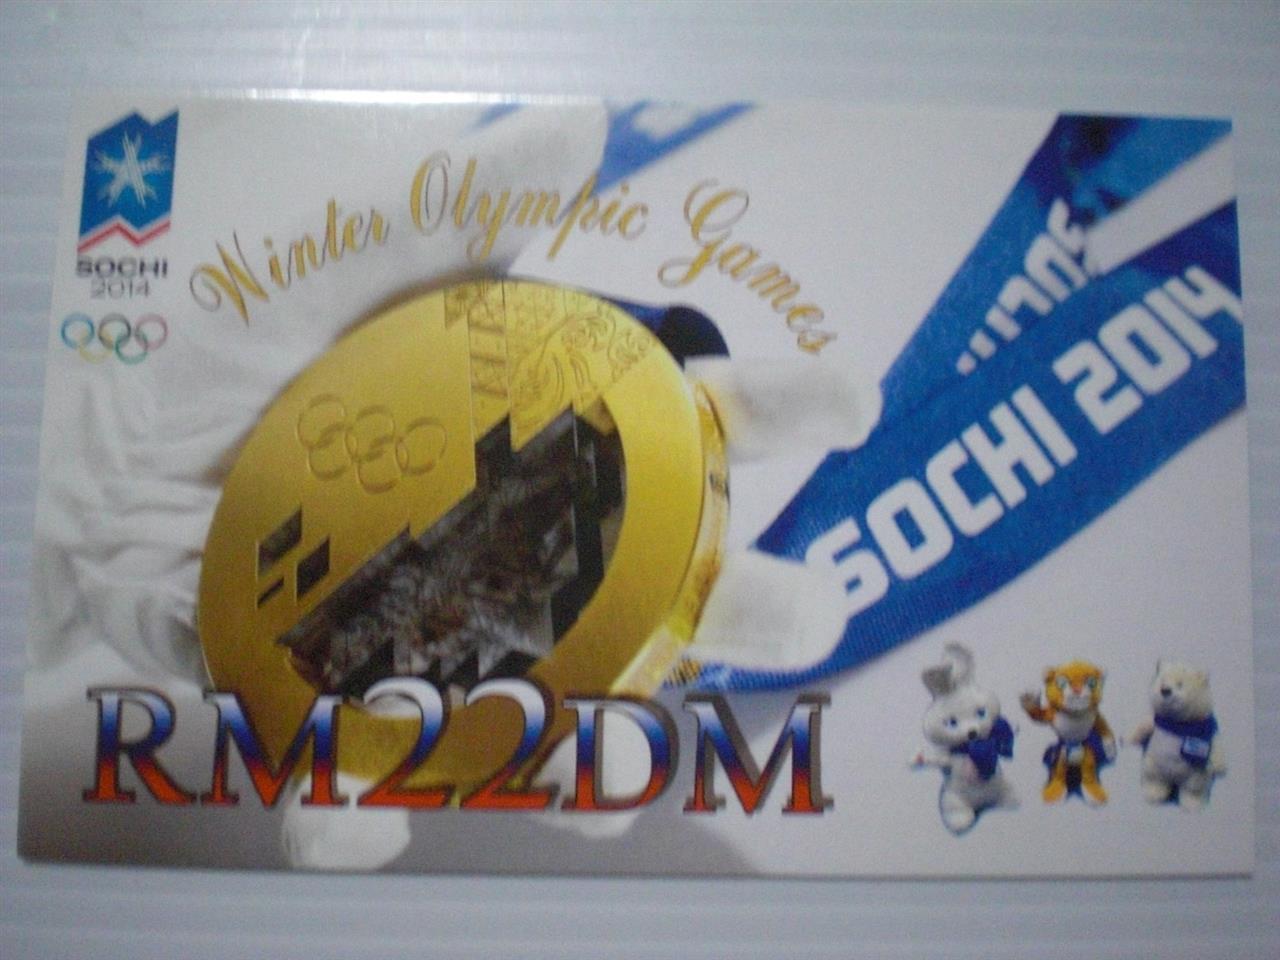 SOCHI
2014
Winter Olympic Games
SOCHI 2014
RM22DM